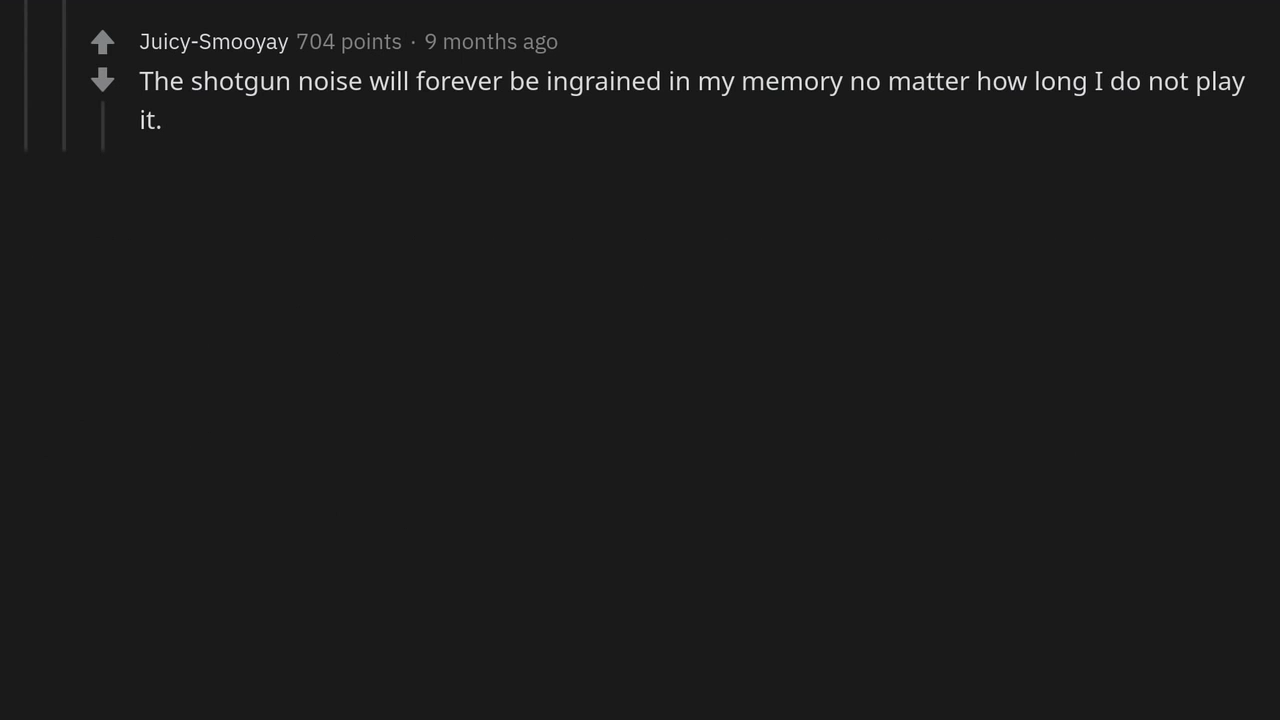 Juicy-Smooyay 704 points · 9 months ago
The shotgun noise will forever be ingrained in my memory no matter how long I do not play
it.